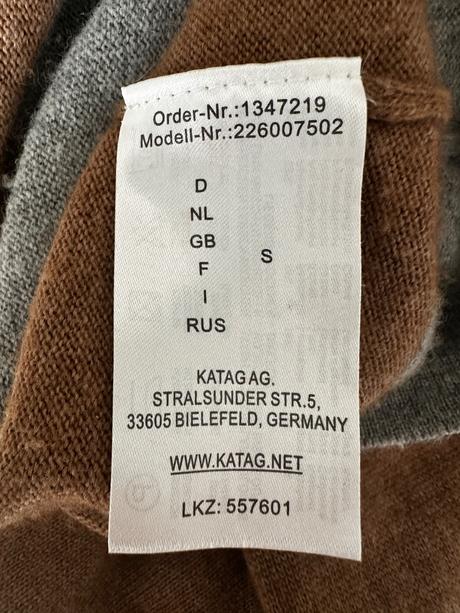 Order-Nr.:1347219
Modell-Nr.:226007502
D
NL
GB
F
I
RUS
S
KATAG AG.
STRALSUNDER STR.5,
33605 BIELEFELD, GERMANY
WWW.KATAG.NET
LKZ: 557601